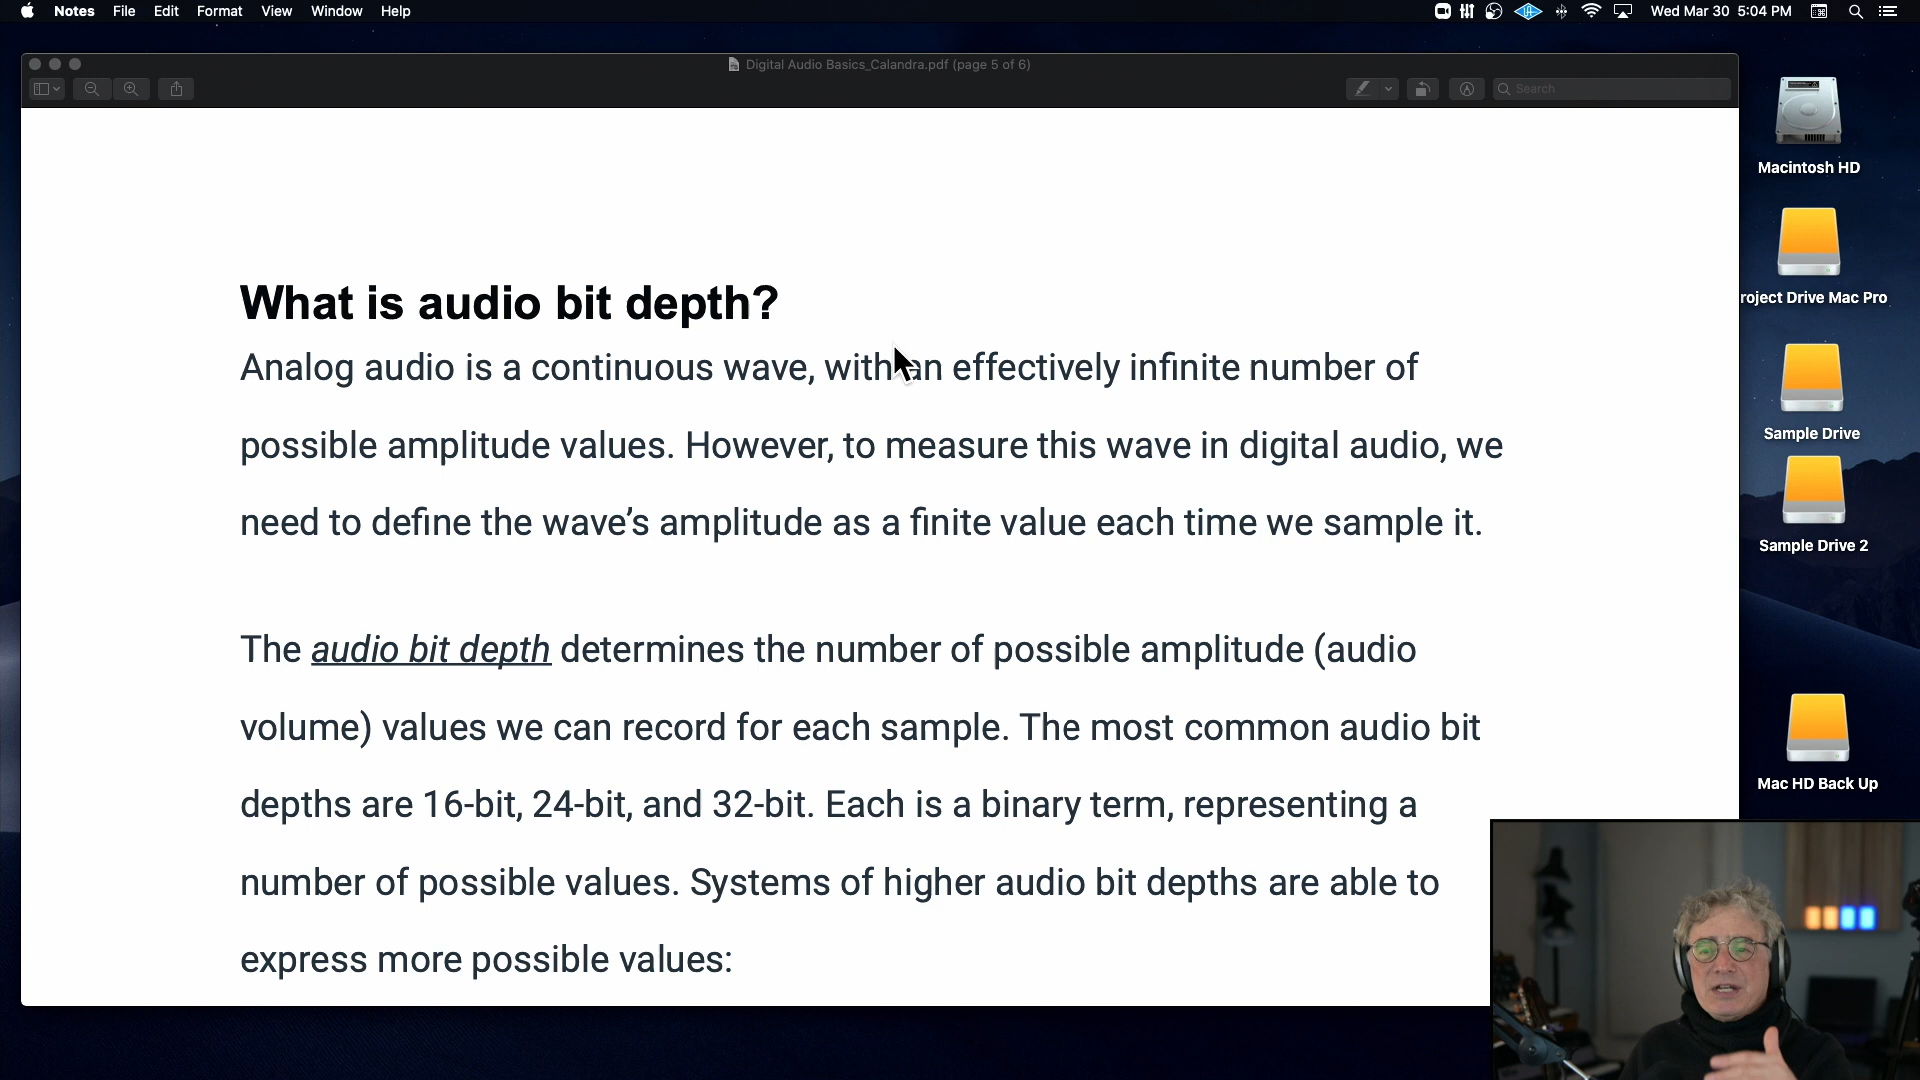 Notes File Edit Format View Window Help
Wed Mar 30 5:04 PM
Digital Audio Basics_Calandra.pdf (page 5 of 6)
Search
What is audio bit depth?
Analog audio is a continuous wave, with an effectively infinite number of
possible amplitude values. However, to measure this wave in digital audio, we
need to define the wave’s amplitude as a finite value each time we sample it.
The audio bit depth determines the number of possible amplitude (audio
volume) values we can record for each sample. The most common audio bit
depths are 16-bit, 24-bit, and 32-bit. Each is a binary term, representing a
number of possible values. Systems of higher audio bit depths are able to
express more possible values:
Macintosh HD
roject Drive Mac Pro
Sample Drive
Sample Drive 2
Mac HD Back Up